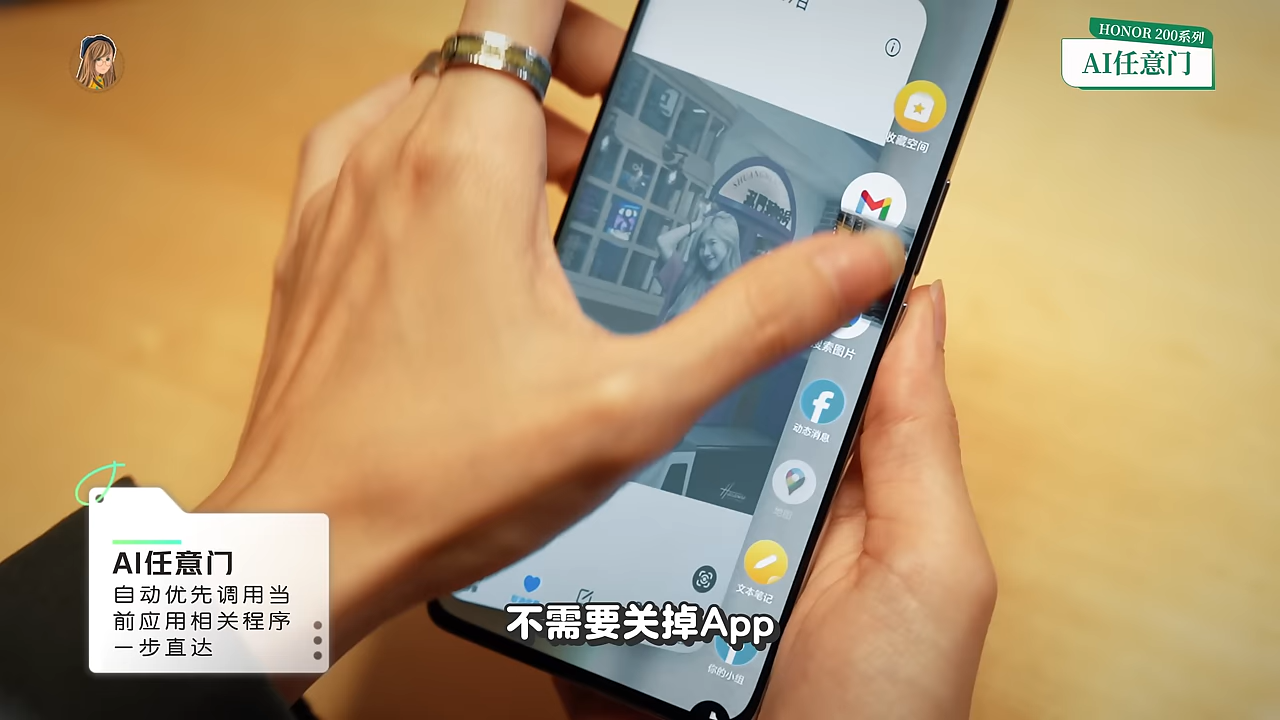 HONOR 200系列
AI任意门
收藏空间
搜索图片
动态消息
地图
文本笔记
你的小组
AI任意门
自动优先调用当
前应用相关程序
一步直达
不需要关掉App